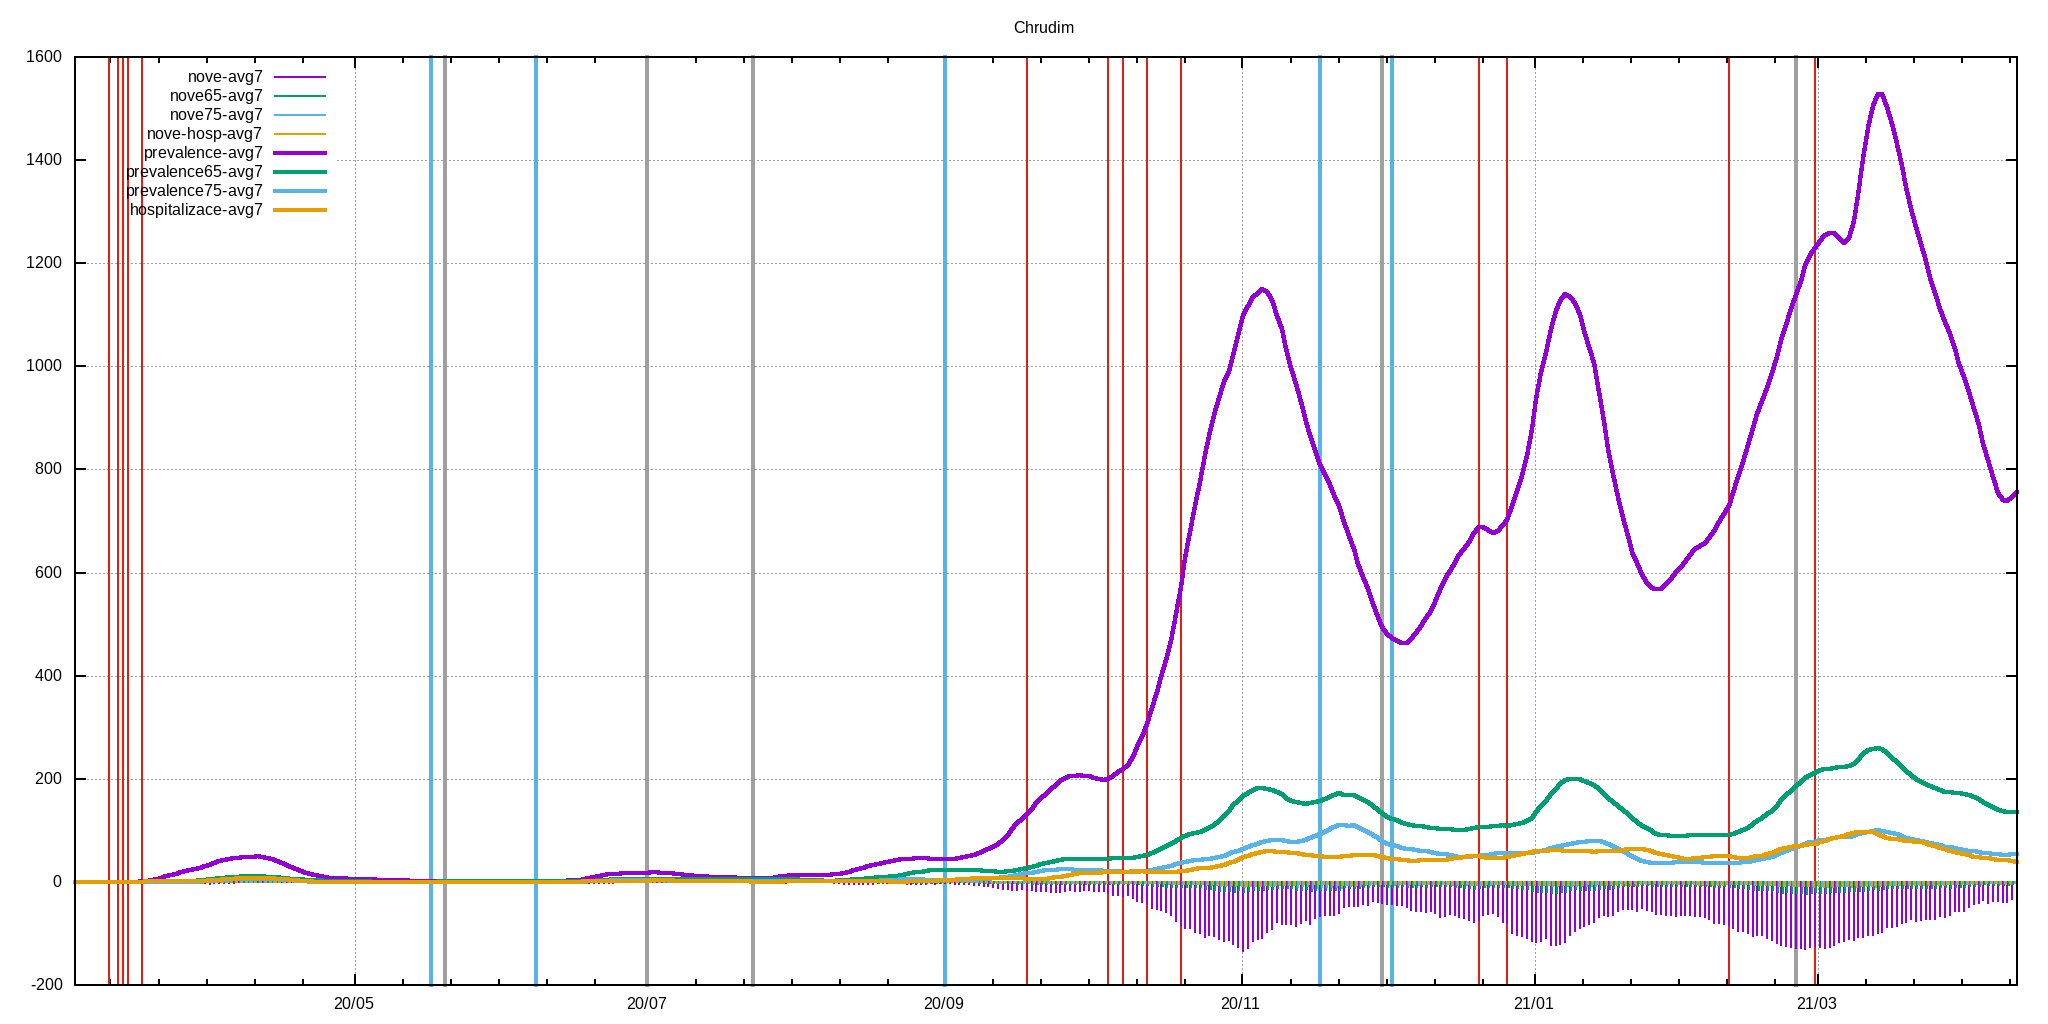 Chrudim
1600
1400
1200
1000
800
600
400
200
0
-200
nove-avg7
nove65-avg7
nove75-avg7
nove-hosp-avg7
prevalence-avg7
prevalence65-avg7
prevalence75-avg7
hospitalizace-avg7
20/05
20/07
20/09
20/11
21/01
21/03